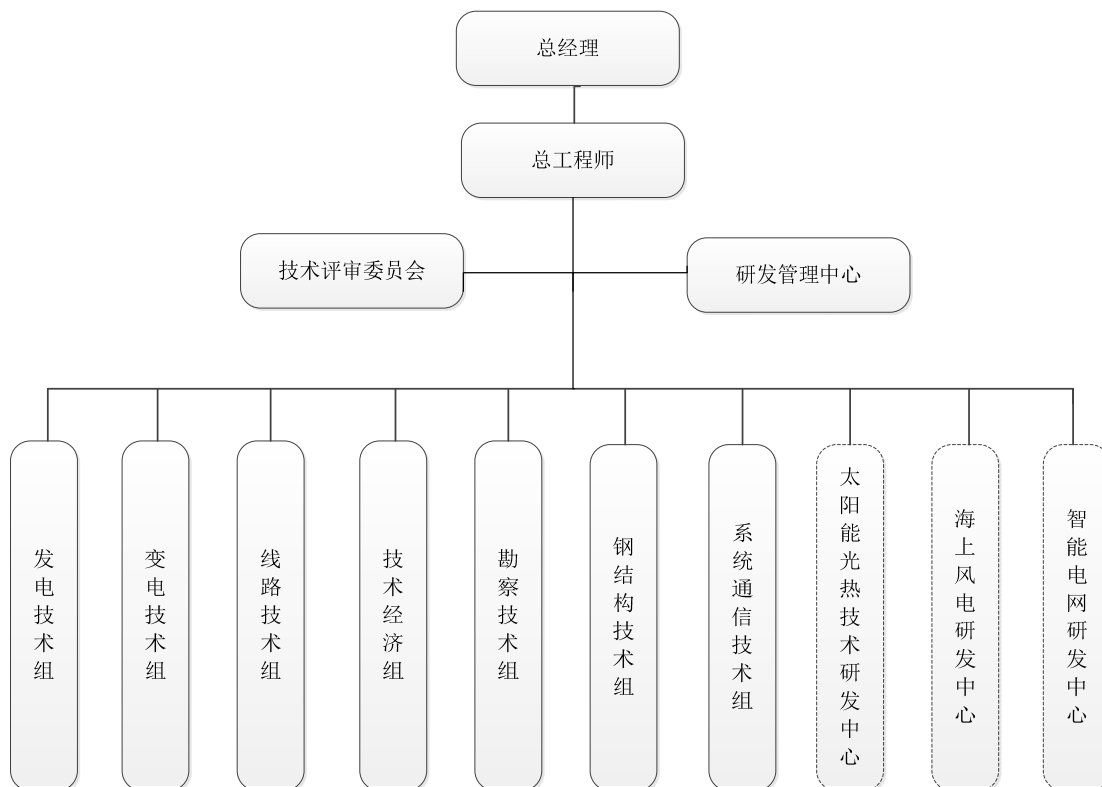 总经理
总工程师
技术评审委员会
研发管理中心
发电技术组
变电技术组
线路技术组
技术经济组
勘察技术组
钢结构技术组
系统通信技术组
太阳能光热技术研发中心
海上风电研发中心
智能电网研发中心